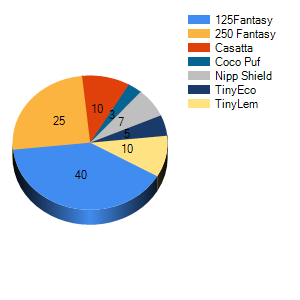 125Fantasy
250 Fantasy
Casatta
Coco Puf
Nipp Shield
TinyEco
TinyLem
10
3
7
5
10
25
40